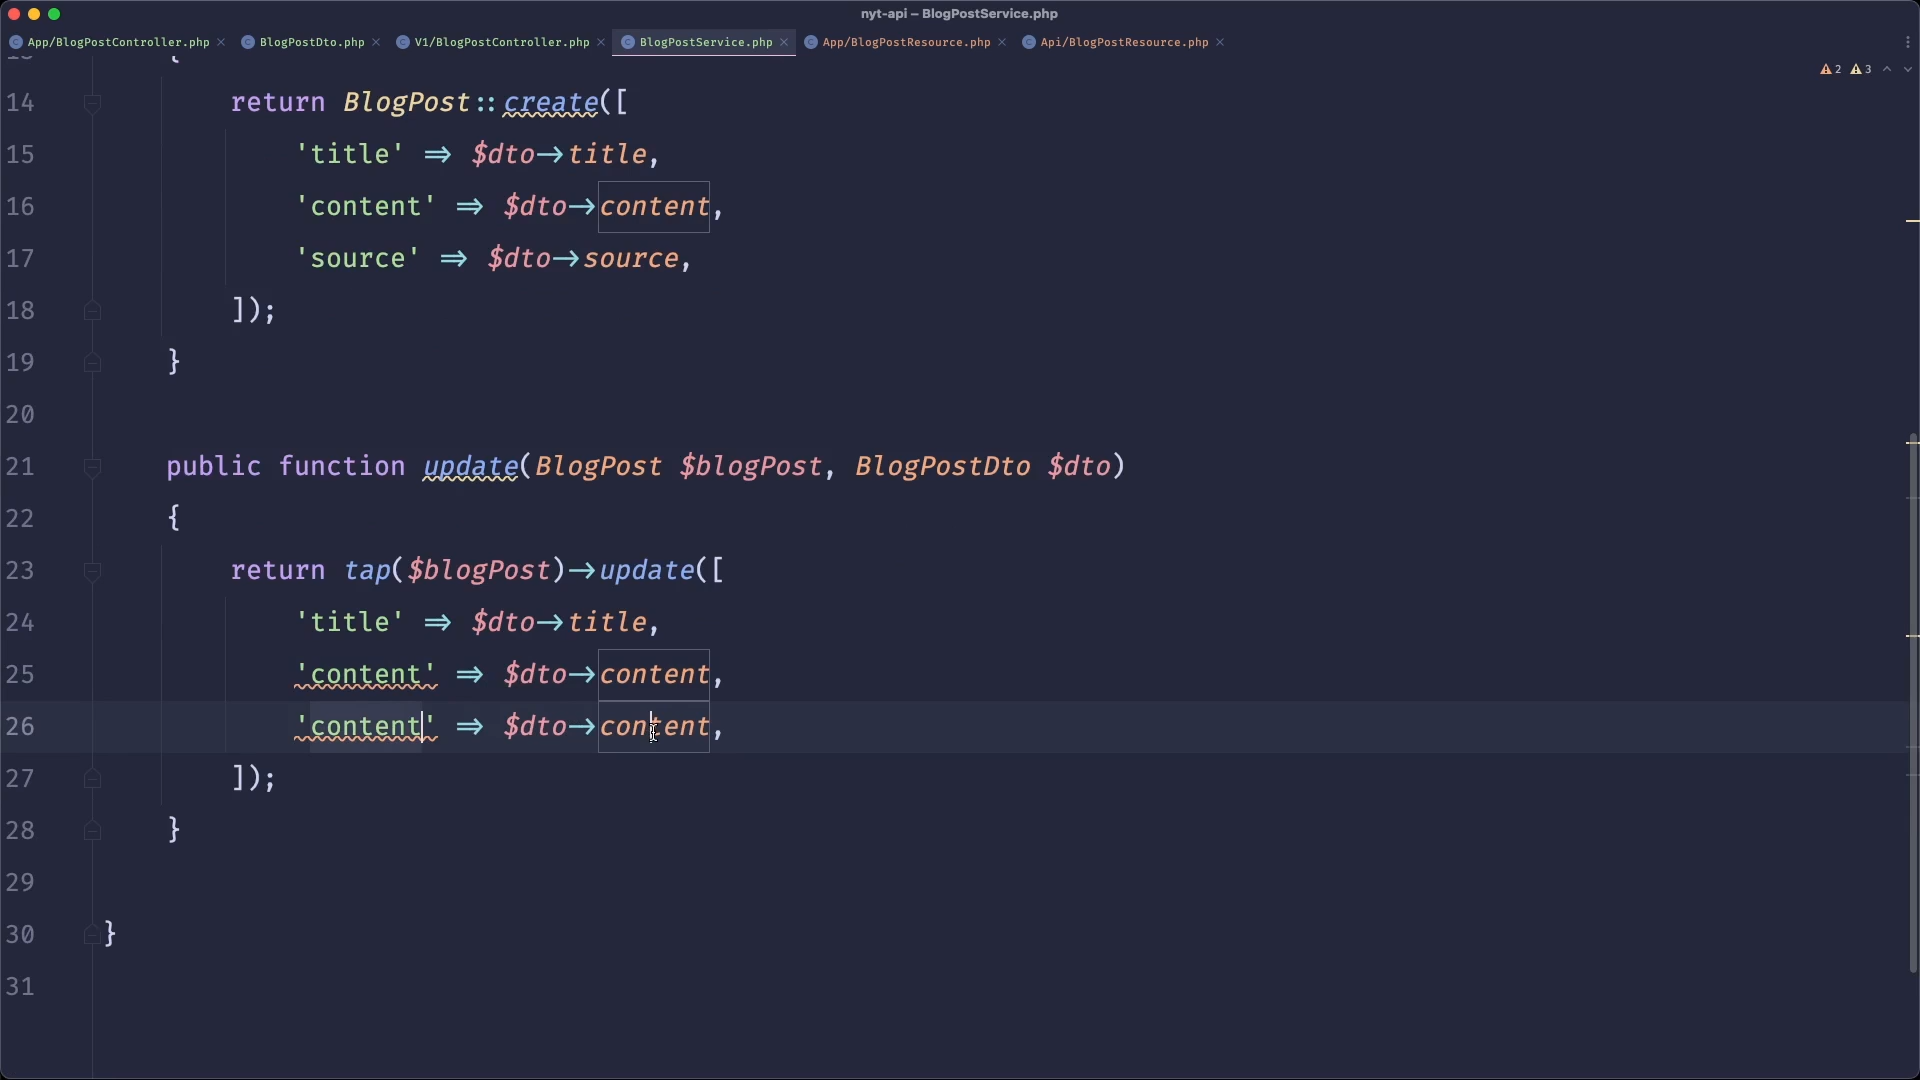 nyt-api – BlogPostService.php
App/BlogPostController.php
BlogPostDto.php
V1/BlogPostController.php
BlogPostService.php
App/BlogPostResource.php
Api/BlogPostResource.php
2 3
13 {
14 return BlogPost::create([
15 'title' => $dto->title,
16 'content' => $dto->content,
17 'source' => $dto->source,
18 ]);
19 }
20
21 public function update(BlogPost $blogPost, BlogPostDto $dto)
22 {
23 return tap($blogPost)->update([
24 'title' => $dto->title,
25 'content' => $dto->content,
26 'content' => $dto->content,
27 ]);
28 }
29
30 }
31